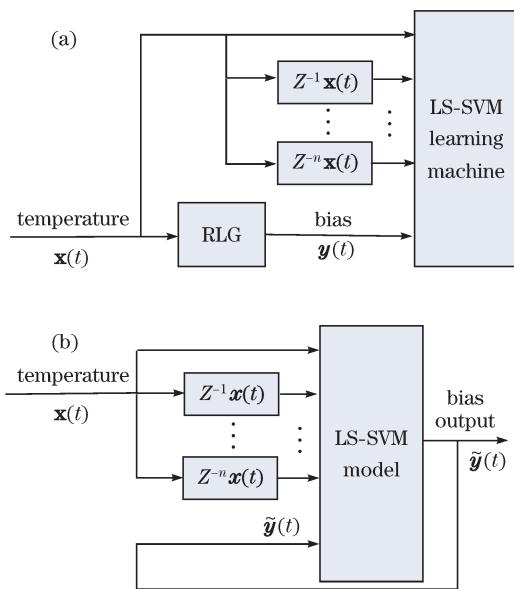 (a)
Z⁻¹x(t)
Z⁻ⁿx(t)
LS-SVM
learning
machine
temperature
x(t)
RLG
bias
y(t)
(b)
temperature
x(t)
Z⁻¹x(t)
Z⁻ⁿx(t)
LS-SVM
model
bias
output
ỹ(t)
ỹ(t)